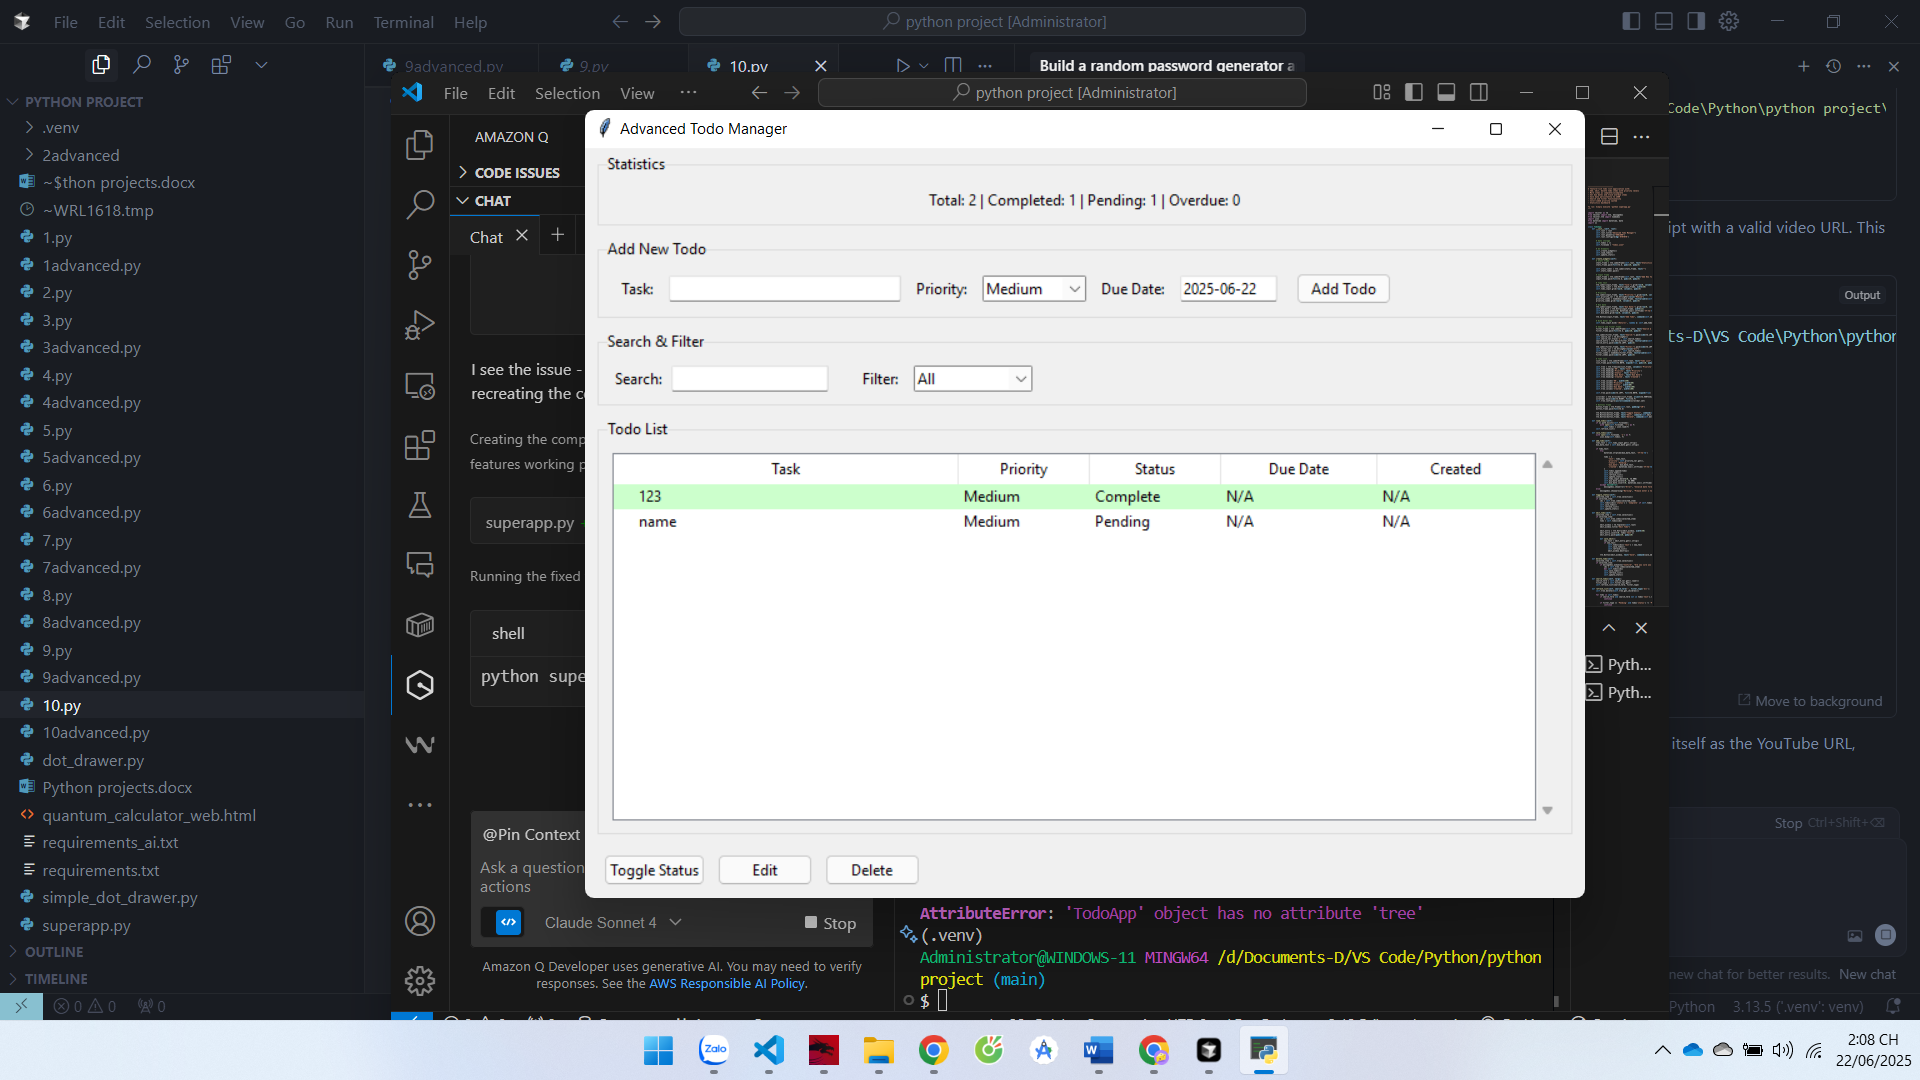 File Edit Selection View Go Run Terminal Help
python project [Administrator]
9advanced.py
9.py
10.py
Build a random password generator a
PYTHON PROJECT
.venv
2advanced
~$thon projects.docx
~WRL1618.tmp
1.py
1advanced.py
2.py
3.py
3advanced.py
4.py
4advanced.py
5.py
5advanced.py
6.py
6advanced.py
7.py
7advanced.py
8.py
8advanced.py
9.py
9advanced.py
10.py
10advanced.py
dot_drawer.py
Python projects.docx
quantum_calculator_web.html
requirements_ai.txt
requirements.txt
simple_dot_drawer.py
superapp.py
OUTLINE
TIMELINE
0 0 0
File Edit Selection View
python project [Administrator]
AMAZON Q
CODE ISSUES
CHAT
Chat
I see the issue -
recreating the c
Creating the comp
features working p
superapp.py
Running the fixed
shell
python supe
@Pin Context
Ask a question
actions
Claude Sonnet 4
Stop
Amazon Q Developer uses generative AI. You may need to verify
responses. See the AWS Responsible AI Policy.
Advanced Todo Manager
Statistics
Total: 2 | Completed: 1 | Pending: 1 | Overdue: 0
Add New Todo
Task: Priority: Medium Due Date: 2025-06-22 Add Todo
Search & Filter
Search: Filter: All
Todo List
Task Priority Status Due Date Created
123 Medium Complete N/A N/A
name Medium Pending N/A N/A
Toggle Status Edit Delete
AttributeError: 'TodoApp' object has no attribute 'tree'
(.venv)
Administrator@WINDOWS-11 MINGW64 /d/Documents-D/VS Code/Python/python
project (main)
$
Pyth...
Pyth...
Code\Python\python project\
ipt with a valid video URL. This
Output
ts-D\VS Code\Python\python
Move to background
itself as the YouTube URL,
Stop Ctrl+Shift+⌫
new chat for better results. New chat
Python 3.13.5 ('.venv': venv)
Zalo
2:08 CH
22/06/2025